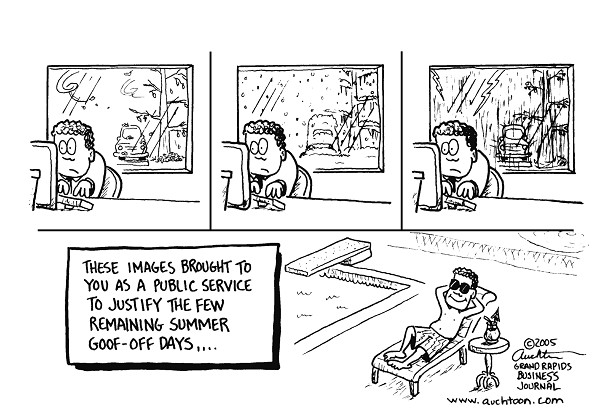 THESE IMAGES BROUGHT TO
YOU AS A PUBLIC SERVICE
TO JUSTIFY THE FEW
REMAINING SUMMER
GOOF-OFF DAYS,...
©2005
Auchter
GRAND RAPIDS
BUSINESS
JOURNAL
www.auchtoon.com